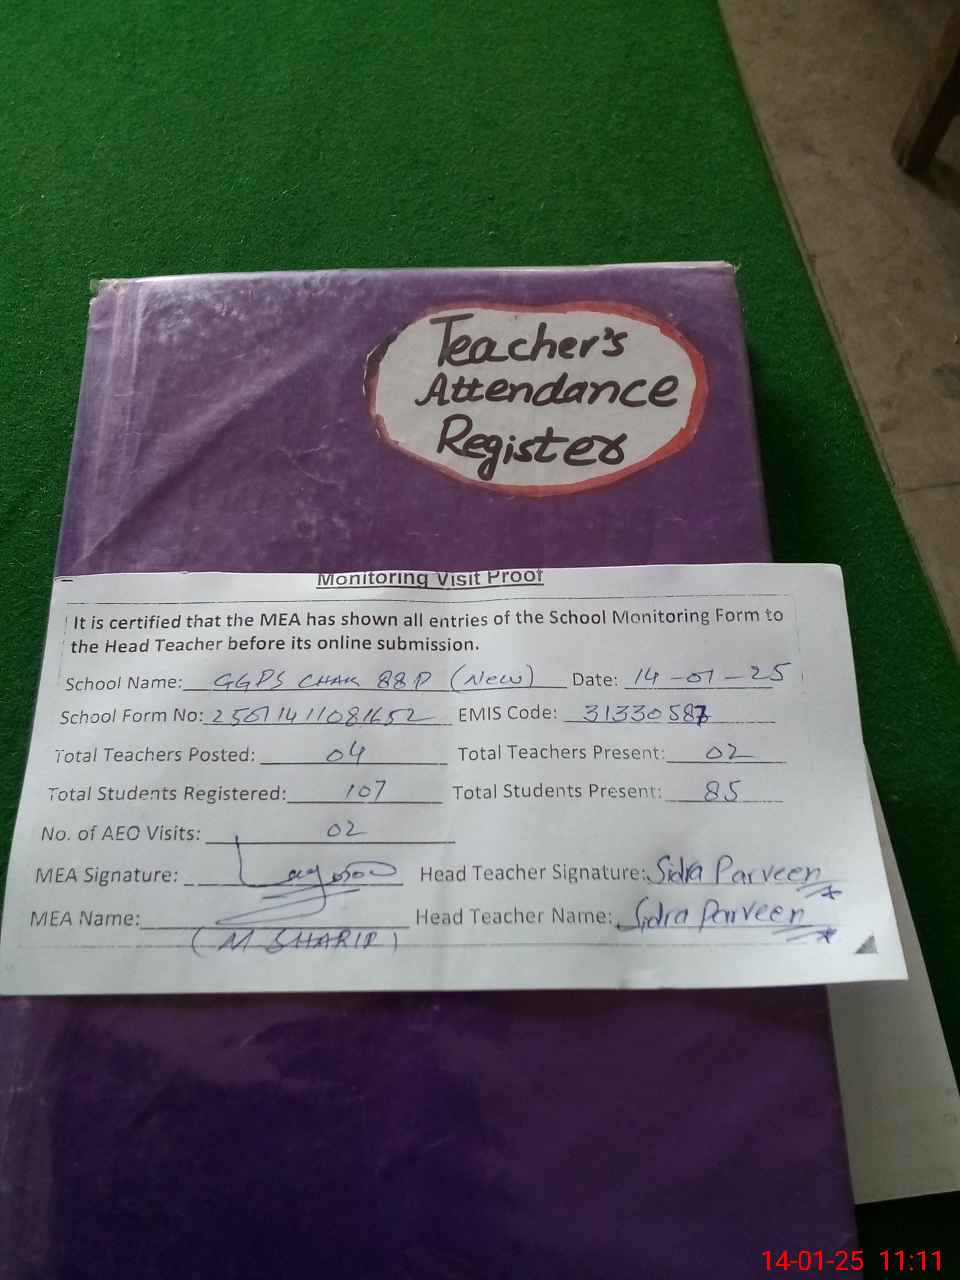 Teacher's
Attendance
Register
Monitoring Visit Proof
It is certified that the MEA has shown all entries of the School Monitoring Form to
the Head Teacher before its online submission.
School Name: GGPS CHAK 88P (New) Date: 14-01-25
School Form No: EMIS Code: 31330587
Total Teachers Posted: 04 Total Teachers Present: 02
Total Students Registered: 107 Total Students Present: 85
No. of AEO Visits: 02
MEA Signature: Head Teacher Signature: Sidra Parveen
MEA Name: Head Teacher Name: Sidra Parveen
(M SHARIF)
14-01-25 11:11